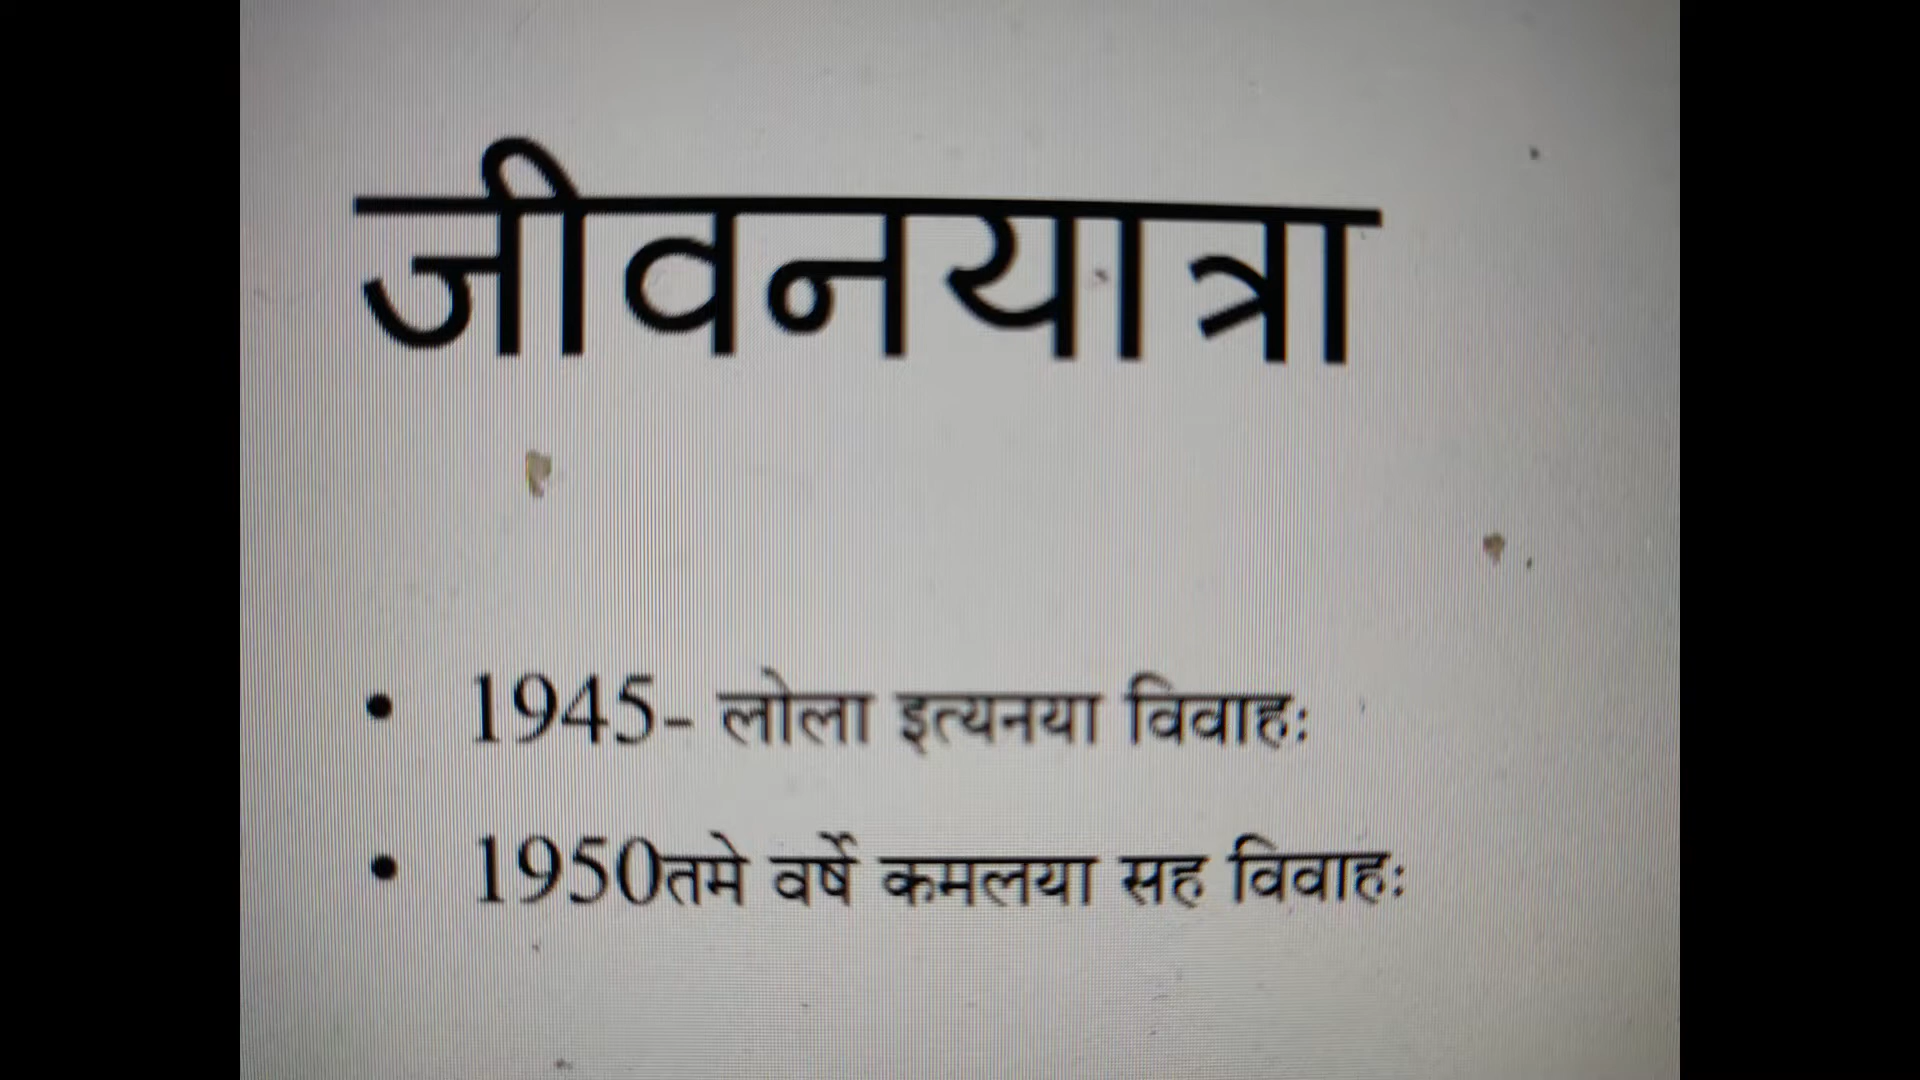 जीवनयात्रा
• 1945- लोला इत्यनया विवाहः
• 1950तमे वर्षे कमलया सह विवाहः